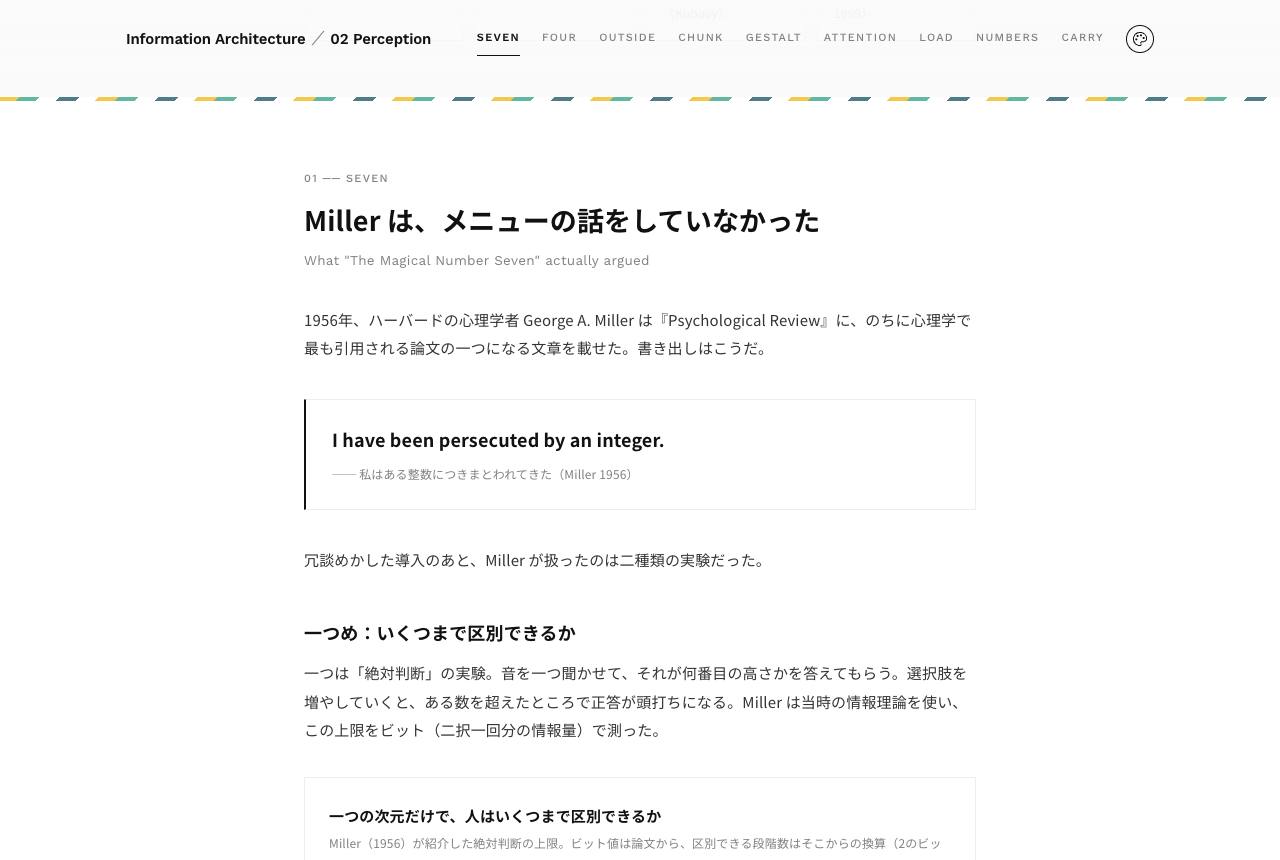 Information Architecture ／ 02 Perception
SEVEN FOUR OUTSIDE CHUNK GESTALT ATTENTION LOAD NUMBERS CARRY
01 —— SEVEN
Miller は、メニューの話をしていなかった
What "The Magical Number Seven" actually argued
1956年、ハーバードの心理学者 George A. Miller は『Psychological Review』に、のちに心理学で
最も引用される論文の一つになる文章を載せた。書き出しはこうだ。
I have been persecuted by an integer.
—— 私はある整数につきまとわれてきた（Miller 1956）
冗談めかした導入のあと、Miller が扱ったのは二種類の実験だった。
一つめ：いくつまで区別できるか
一つは「絶対判断」の実験。音を一つ聞かせて、それが何番目の高さかを答えてもらう。選択肢を
増やしていくと、ある数を超えたところで正答が頭打ちになる。Miller は当時の情報理論を使い、
この上限をビット（二択一回分の情報量）で測った。
一つの次元だけで、人はいくつまで区別できるか
Miller（1956）が紹介した絶対判断の上限。ビット値は論文から、区別できる段階数はそこからの換算（2のビッ